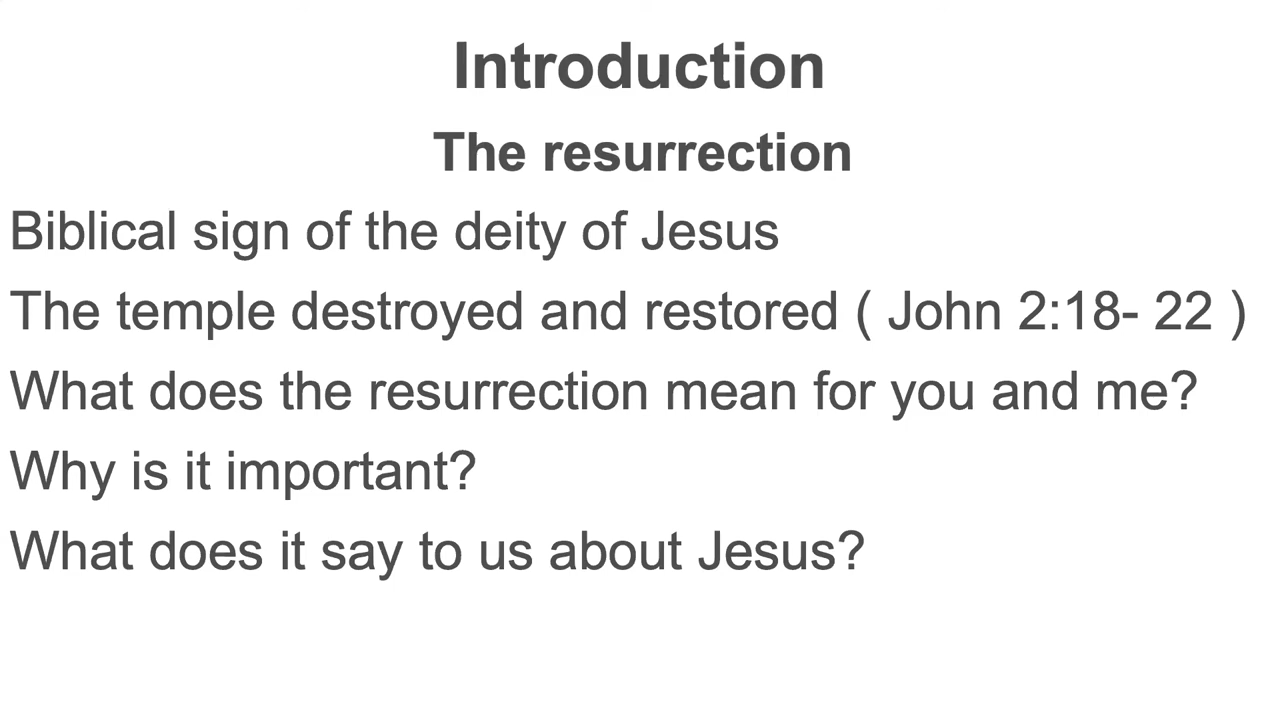 Introduction
The resurrection
Biblical sign of the deity of Jesus
The temple destroyed and restored ( John 2:18- 22 )
What does the resurrection mean for you and me?
Why is it important?
What does it say to us about Jesus?